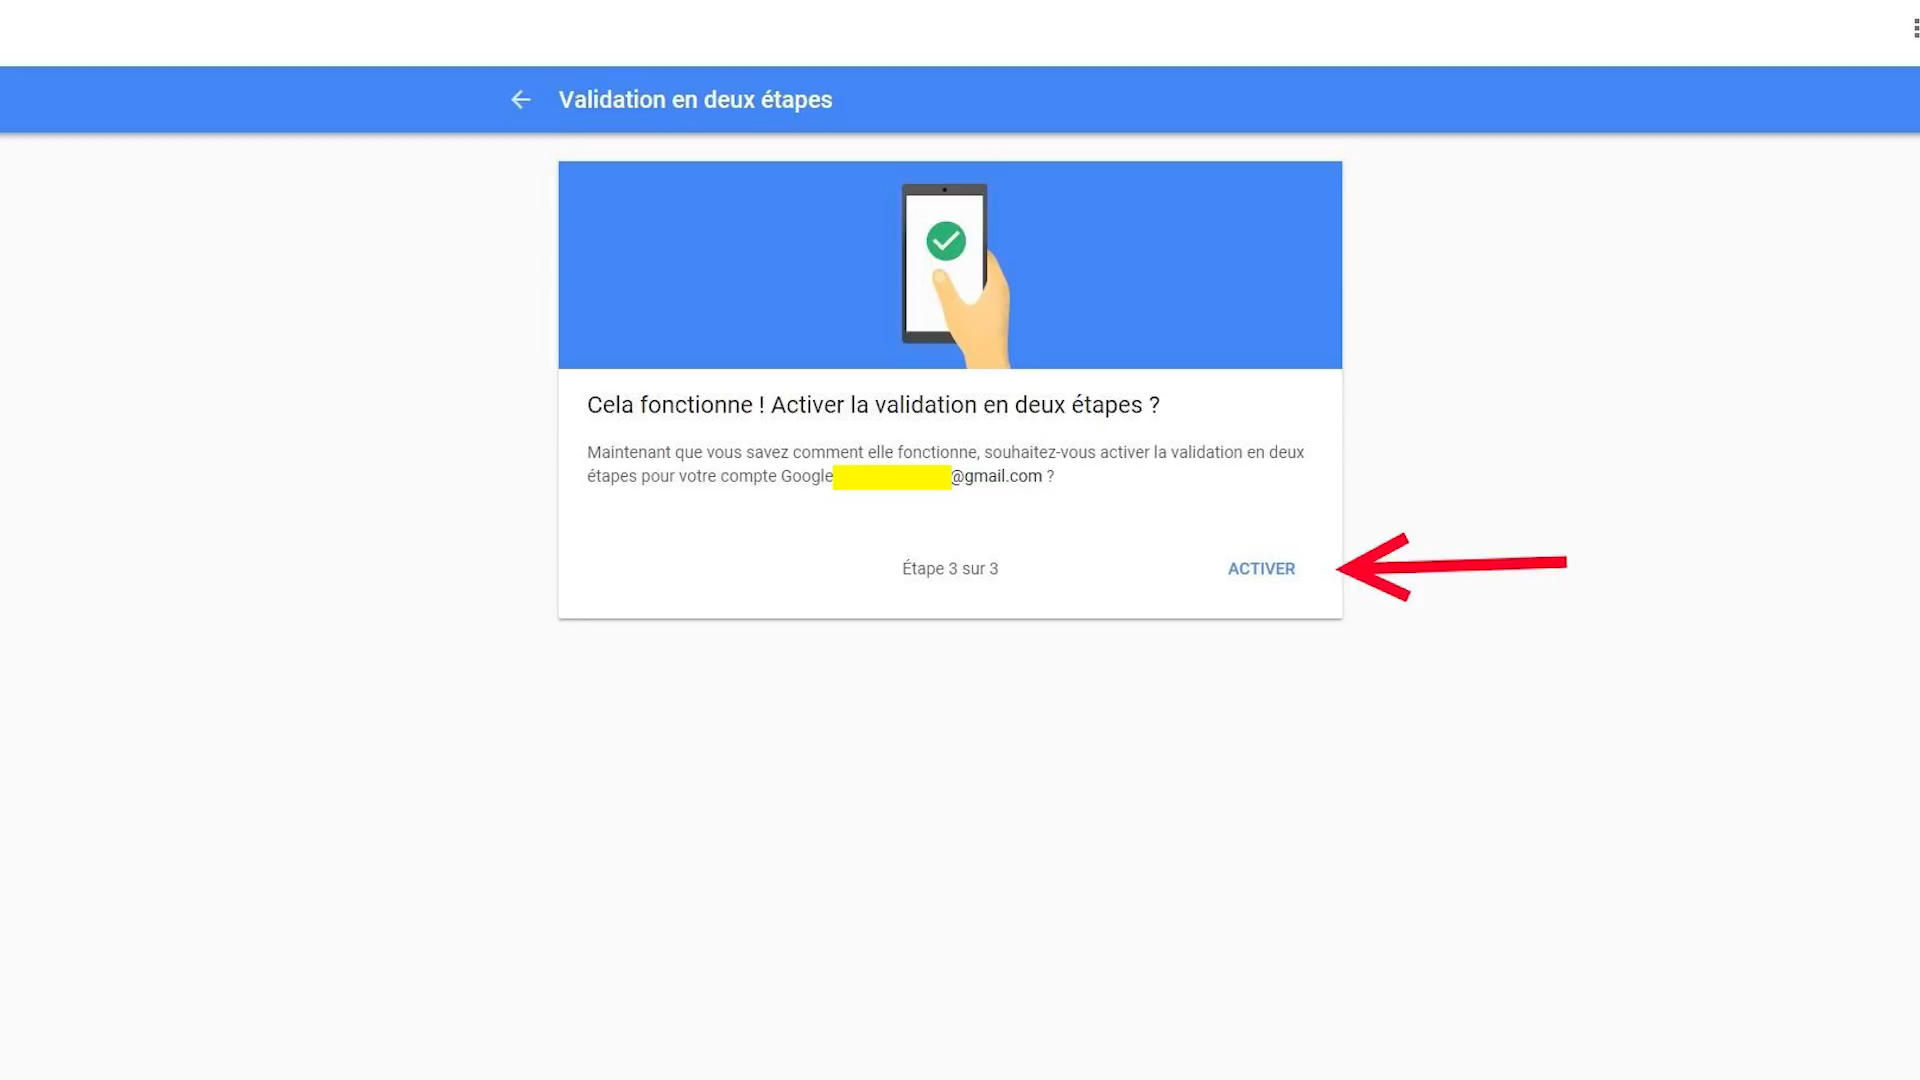 Validation en deux étapes
Cela fonctionne ! Activer la validation en deux étapes ?
Maintenant que vous savez comment elle fonctionne, souhaitez-vous activer la validation en deux
étapes pour votre compte Google @gmail.com ?
Étape 3 sur 3
ACTIVER